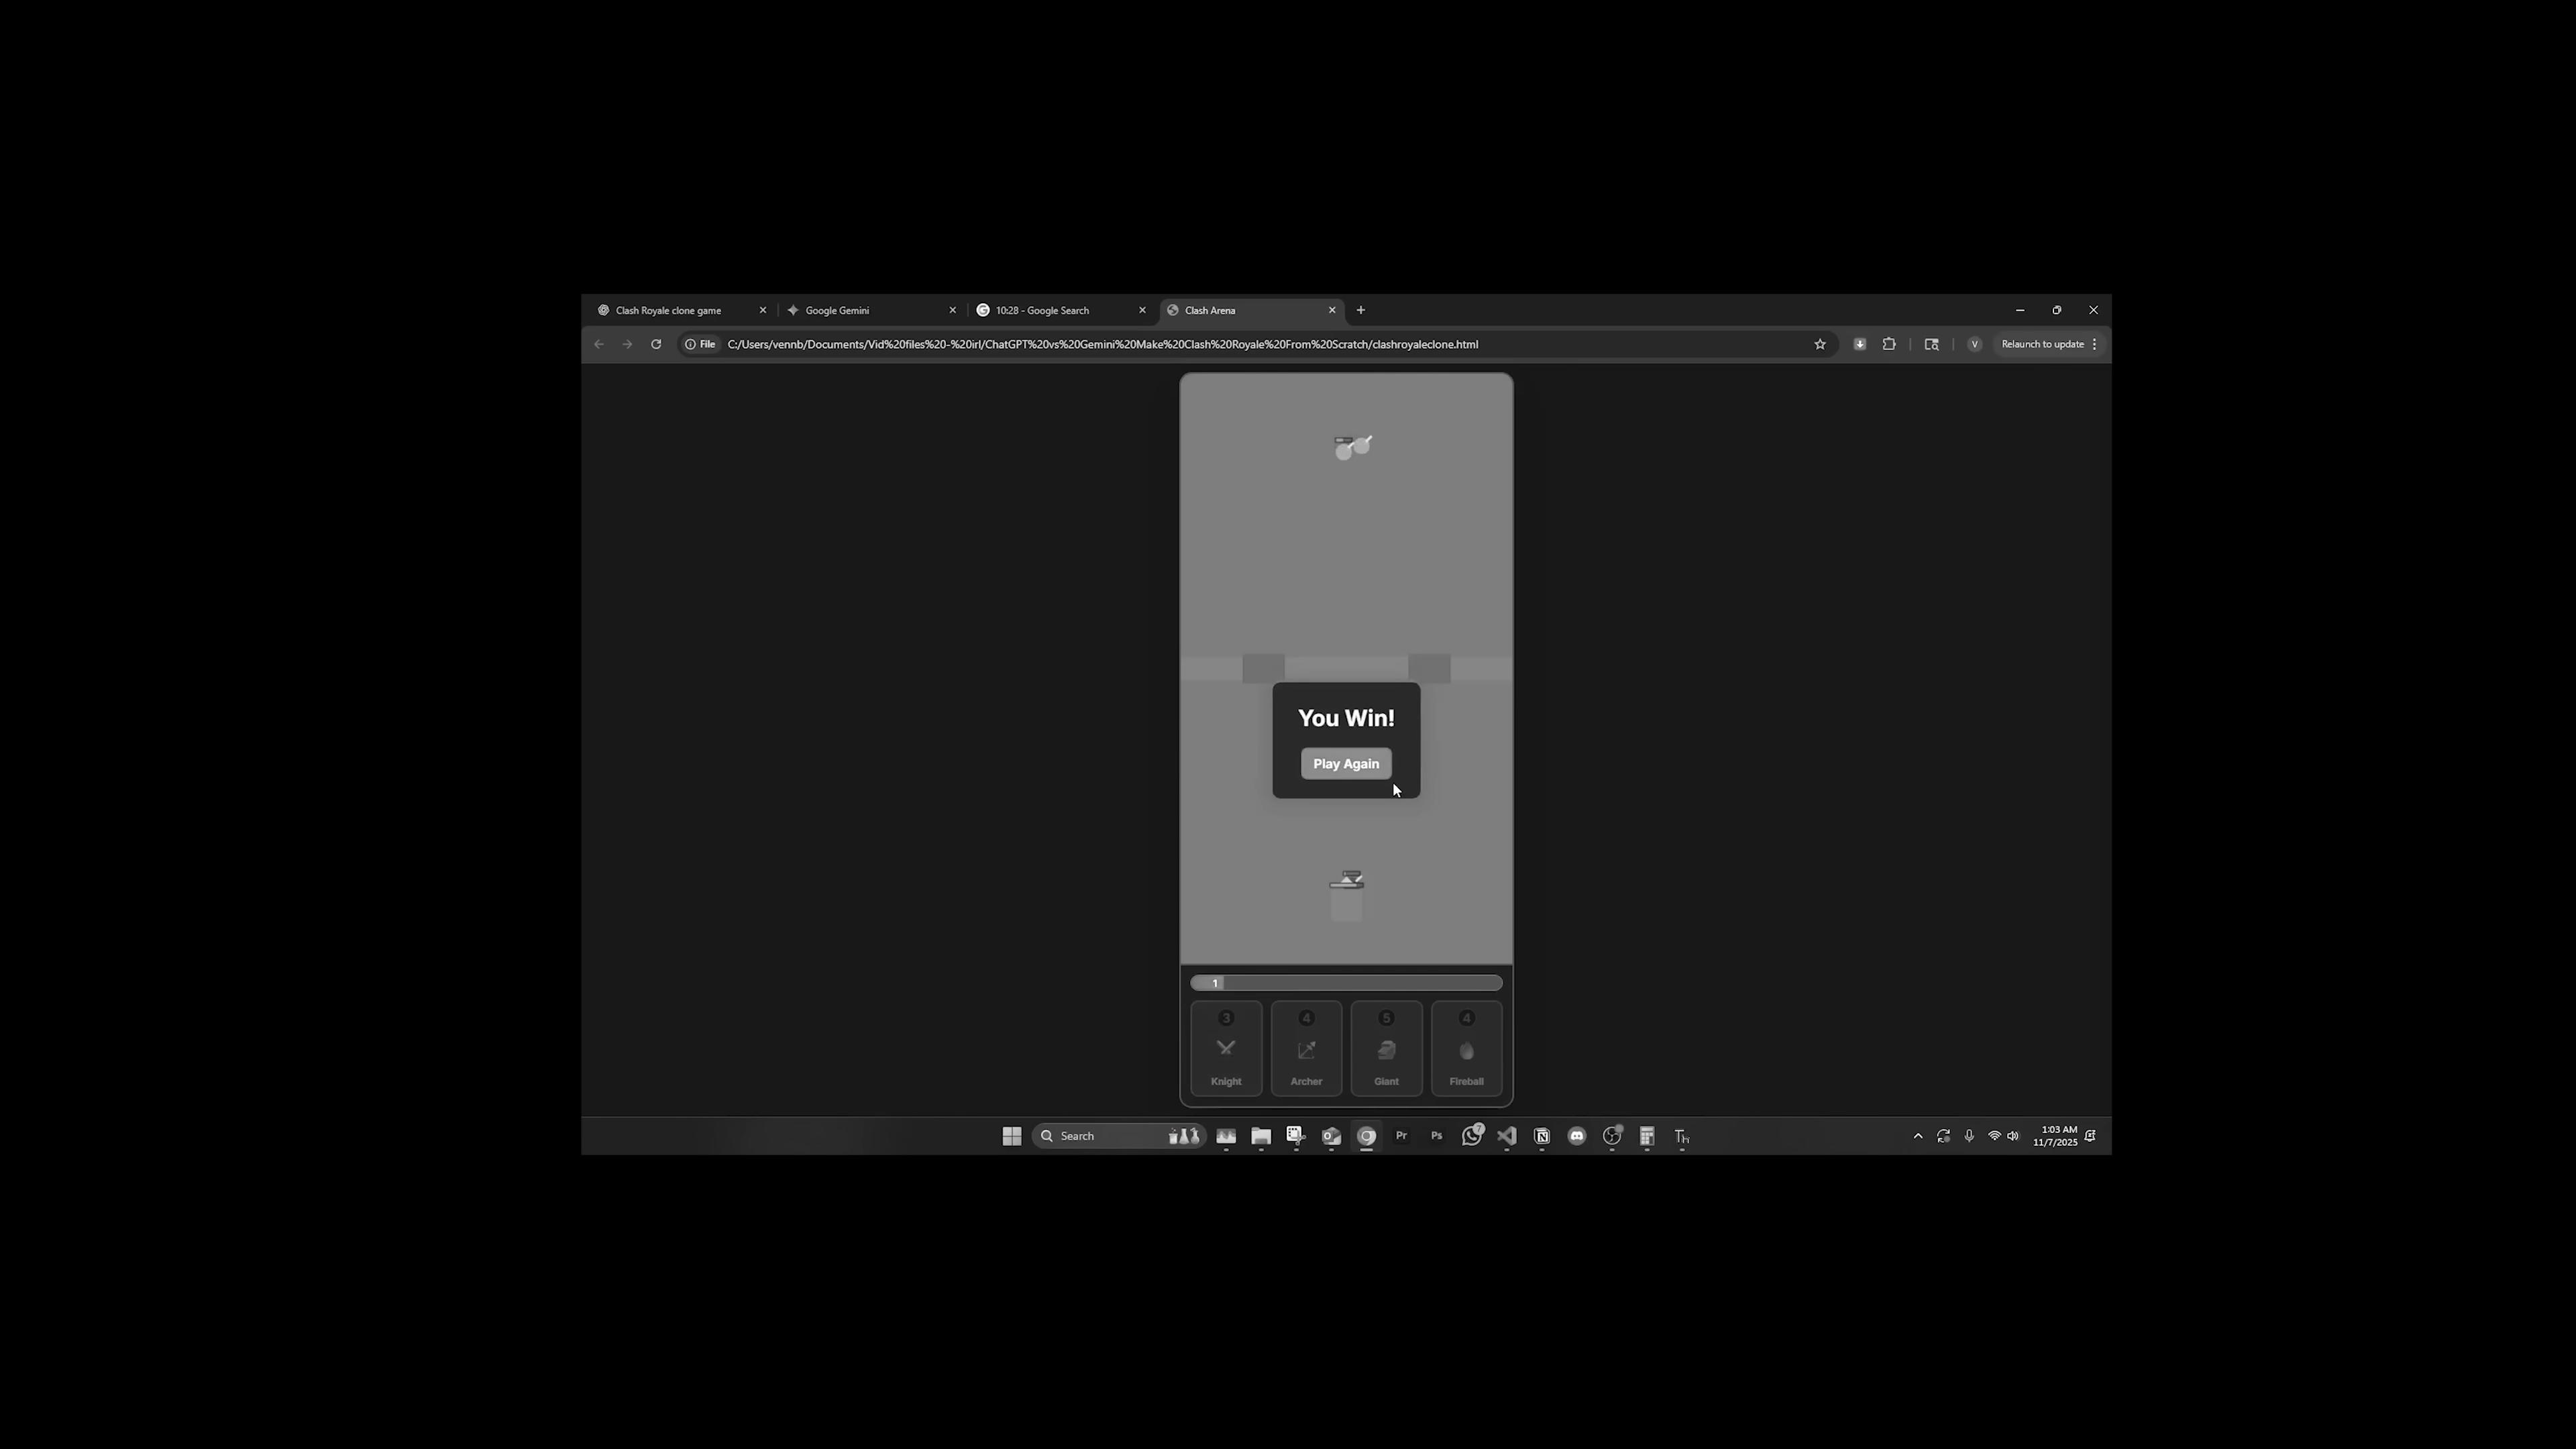 Clash Royale clone game
Google Gemini
10:28 - Google Search
Clash Arena
File
C:/Users/vennb/Documents/Vid%20files%20-%20irl/ChatGPT%20vs%20Gemini%20Make%20Clash%20Royale%20From%20Scratch/clashroyaleclone.html
V
Relaunch to update
You Win!
Play Again
1
3 4 5 4
Knight Archer Giant Fireball
Search
Pr
Ps
7
1:03 AM
11/7/2025